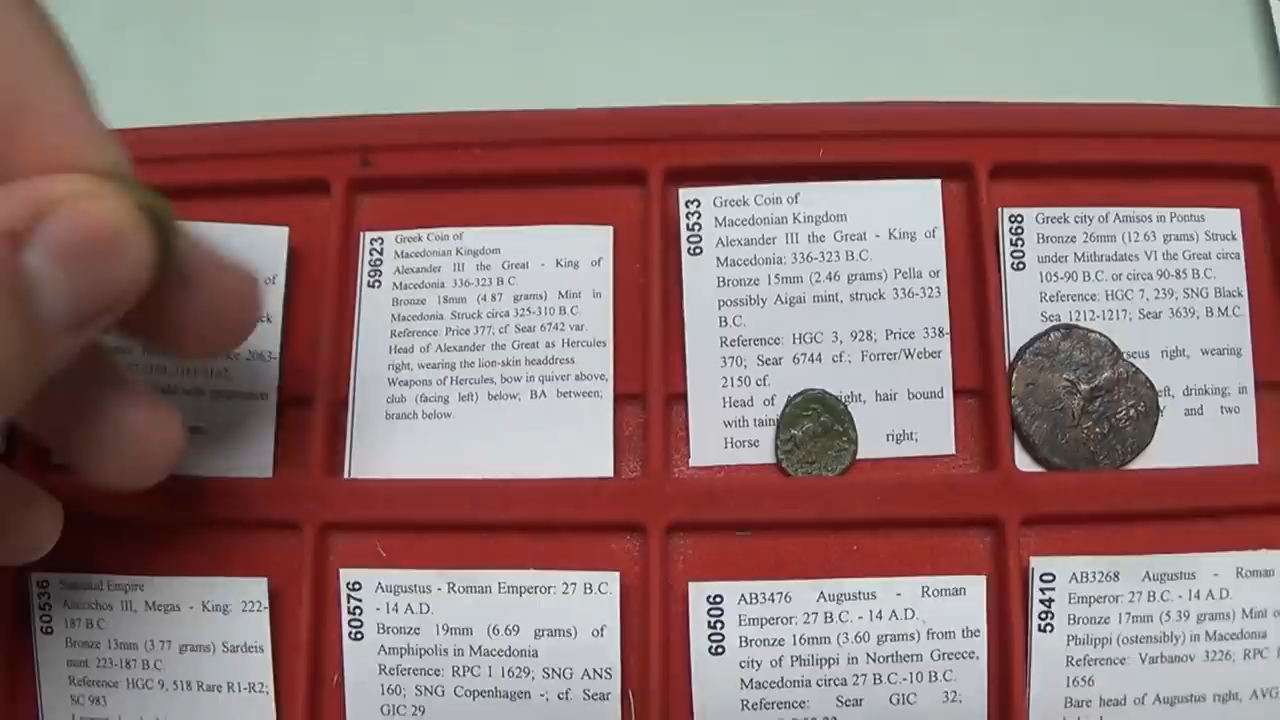 of
2063-
59623
Greek Coin of
Macedonian Kingdom
Alexander III the Great - King of
Macedonia: 336-323 B.C.
Bronze 18mm (4.87 grams) Mint in
Macedonia. Struck circa 325-310 B.C.
Reference: Price 377; cf Sear 6742 var.
Head of Alexander the Great as Hercules
right, wearing the lion-skin headdress
Weapons of Hercules, bow in quiver above,
club (facing left) below; BA between;
branch below.
60533
Greek Coin of
Macedonian Kingdom
Alexander III the Great - King of
Macedonia: 336-323 B.C.
Bronze 15mm (2.46 grams) Pella or
possibly Aigai mint, struck 336-323
B.C.
Reference: HGC 3, 928; Price 338-
370; Sear 6744 cf.; Forrer/Weber
2150 cf.
Head of right, hair bound
with
Horse right;
60568
Greek city of Amisos in Pontus
Bronze 26mm (12.63 grams) Struck
under Mithradates VI the Great circa
105-90 B.C. or circa 90-85 B.C.
Reference: HGC 7, 239; SNG Black
Sea 1212-1217; Sear 3639; B.M.C.
right, wearing
drinking; in
and two
60536
Empire
Antiochos III, Megas - King: 222-
187 B.C.
Bronze 13mm (3.77 grams) Sardeis
mint. 223-187 B.C.
Reference: HGC 9, 518 Rare R1-R2;
SC 983
60576
Augustus - Roman Emperor: 27 B.C.
- 14 A.D.
Bronze 19mm (6.69 grams) of
Amphipolis in Macedonia
Reference: RPC I 1629; SNG ANS
160; SNG Copenhagen -; cf. Sear
GIC 29
60506
AB3476 Augustus - Roman
Emperor: 27 B.C. - 14 A.D.
Bronze 16mm (3.60 grams) from the
city of Philippi in Northern Greece,
Macedonia circa 27 B.C.-10 B.C.
Reference: Sear GIC 32;
59410
AB3268 Augustus - Roman
Emperor: 27 B.C. - 14 A.D.
Bronze 17mm (5.39 grams) Mint o
Philippi (ostensibly) in Macedonia
Reference: Varbanov 3226; RPC I
1656
Bare head of Augustus right, AVG